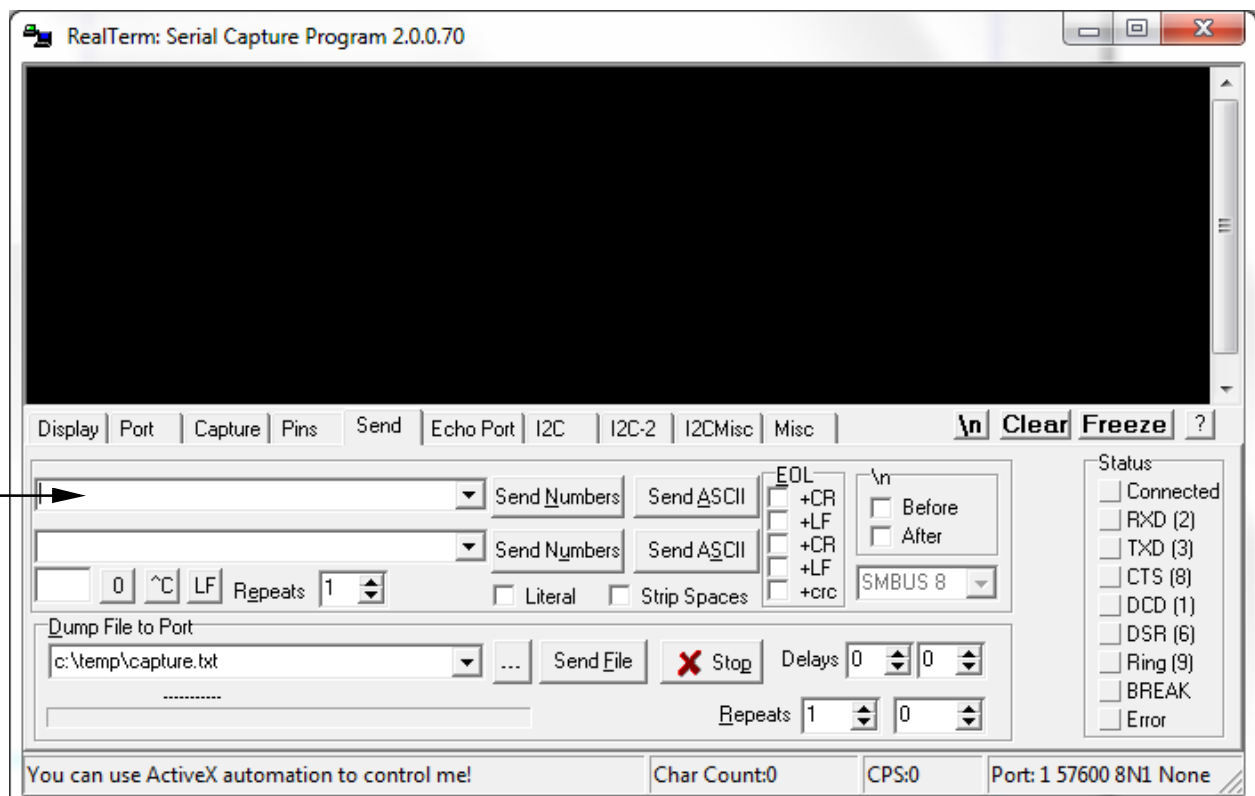 RealTerm: Serial Capture Program 2.0.0.70
Display Port Capture Pins Send Echo Port I2C I2C-2 I2CMisc Misc \n Clear Freeze ?
Send Numbers Send ASCII
EOL
+CR
+LF
+CR
+LF
+crc
\n
Before
After
Send Numbers Send ASCII
0 ^C LF Repeats 1
Literal Strip Spaces
SMBUS 8
Dump File to Port
c:\temp\capture.txt ... Send File Stop Delays 0 0
-----------
Repeats 1 0
Status
Connected
RXD (2)
TXD (3)
CTS (8)
DCD (1)
DSR (6)
Ring (9)
BREAK
Error
You can use ActiveX automation to control me! Char Count:0 CPS:0 Port: 1 57600 8N1 None